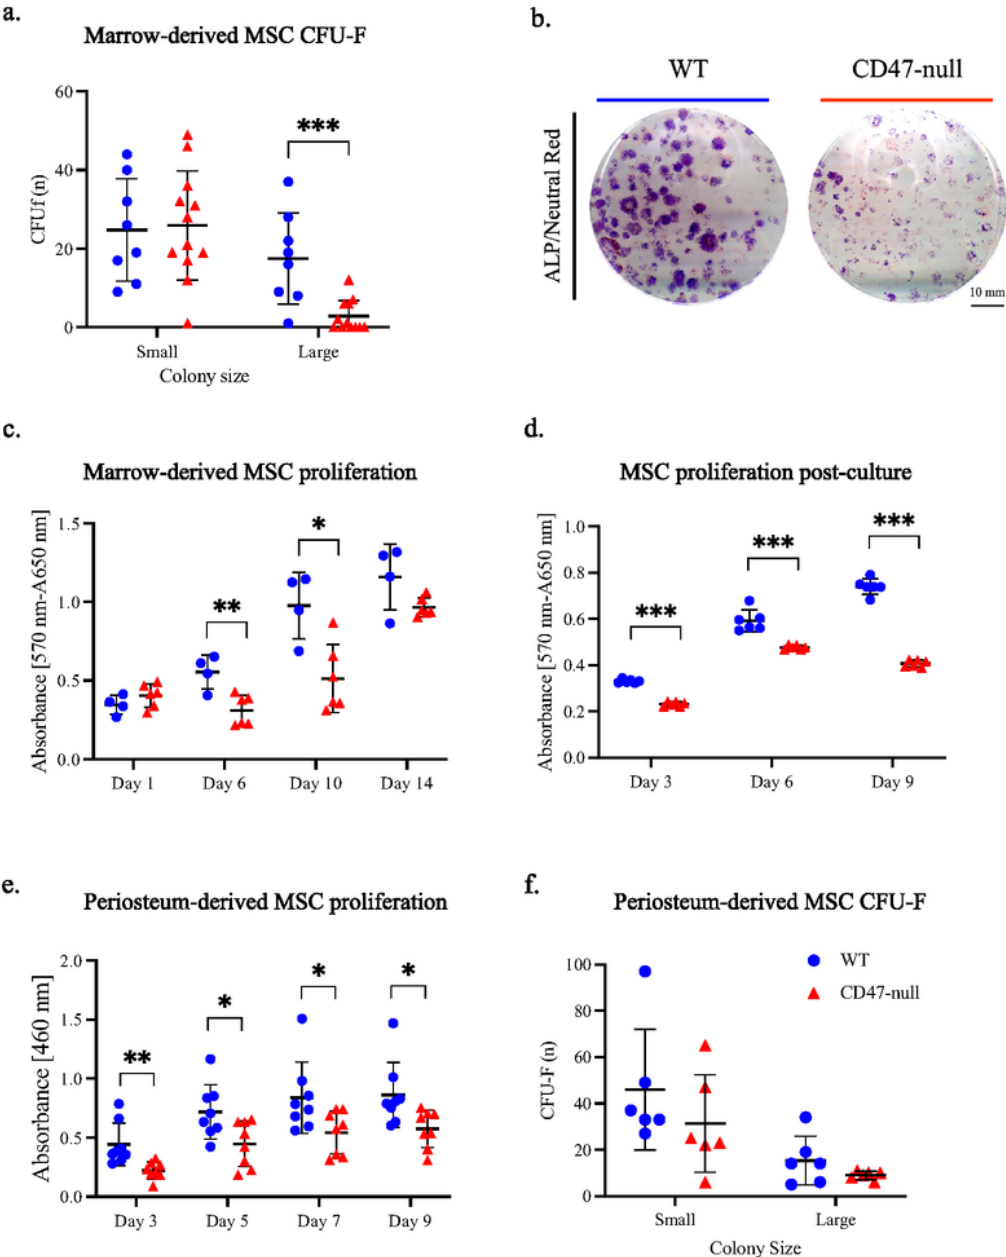 a.
Marrow-derived MSC CFU-F
60
40
20
0
CFUf (n)
***
Small
Large
Colony size
b.
WT
CD47-null
ALP/Neutral Red
10 mm
c.
Marrow-derived MSC proliferation
Absorbance [570 nm-A650 nm]
1.5
1.0
0.5
0.0
**
*
Day 1
Day 6
Day 10
Day 14
d.
MSC proliferation post-culture
Absorbance [570 nm-A650 nm]
1.0
0.8
0.6
0.4
0.2
0.0
***
***
***
Day 3
Day 6
Day 9
e.
Periosteum-derived MSC proliferation
Absorbance [460 nm]
2.0
1.5
1.0
0.5
0.0
**
*
*
*
Day 3
Day 5
Day 7
Day 9
f.
Periosteum-derived MSC CFU-F
WT
CD47-null
CFU-F (n)
100
80
60
40
20
0
Small
Large
Colony Size